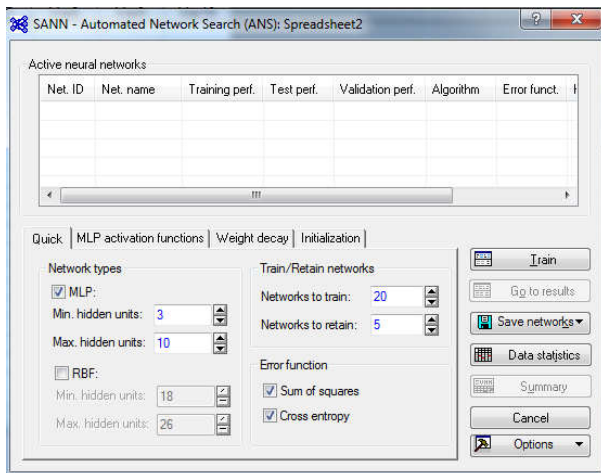 SANN - Automated Network Search (ANS): Spreadsheet2
Active neural networks
Net. ID Net. name Training perf. Test perf. Validation perf. Algorithm Error funct.
Quick MLP activation functions Weight decay Initialization
Network types
MLP:
Min. hidden units: 3
Max. hidden units: 10
RBF:
Min. hidden units: 18
Max. hidden units: 26
Train/Retain networks
Networks to train: 20
Networks to retain: 5
Error function
Sum of squares
Cross entropy
Train
Go to results
Save networks
Data statistics
Summary
Cancel
Options